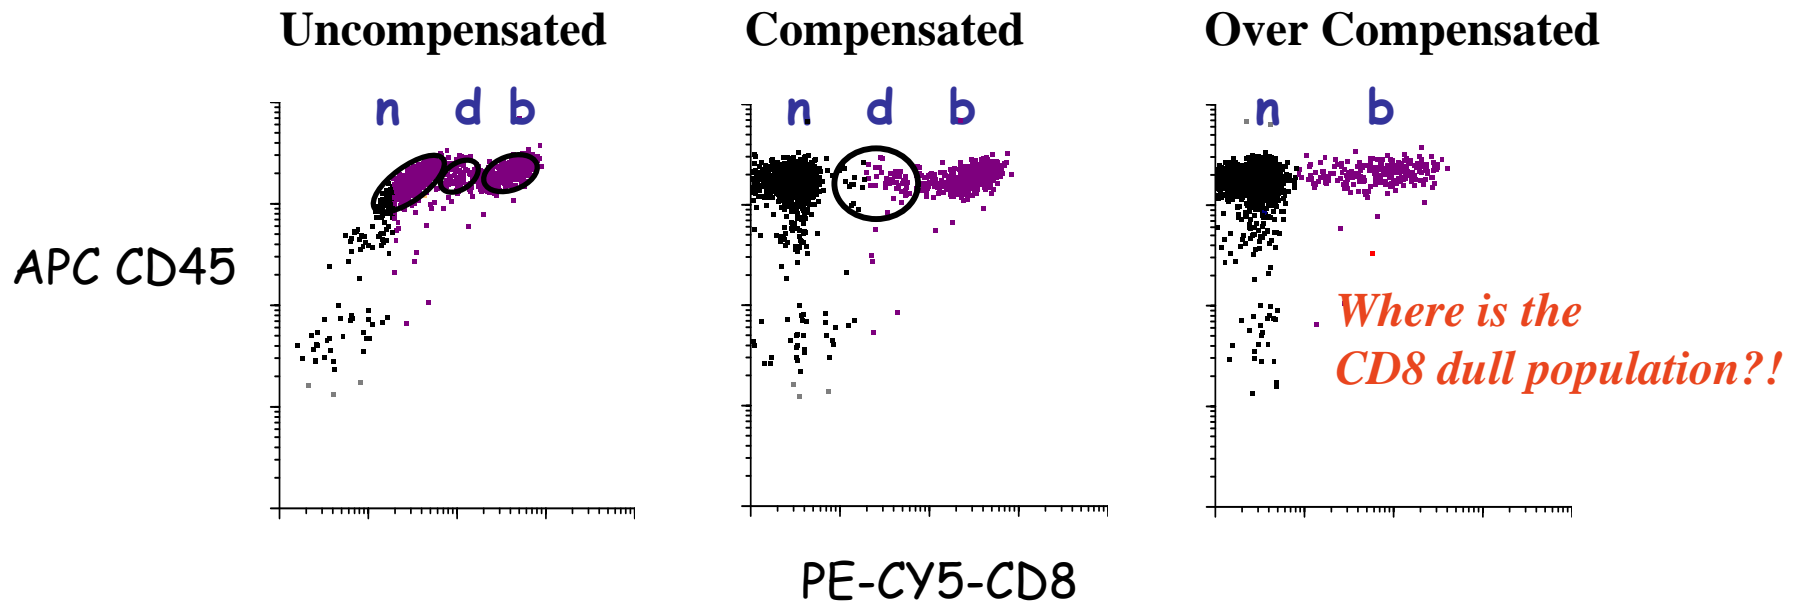 Uncompensated
Compensated
Over Compensated
n d b
n d b
n b
APC CD45
Where is the
CD8 dull population?!
PE-CY5-CD8